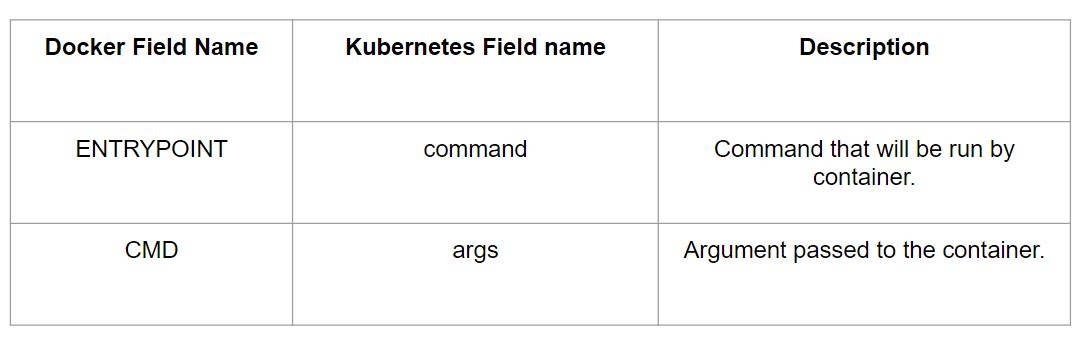 Docker Field Name Kubernetes Field name Description
ENTRYPOINT command Command that will be run by
container.
CMD args Argument passed to the container.